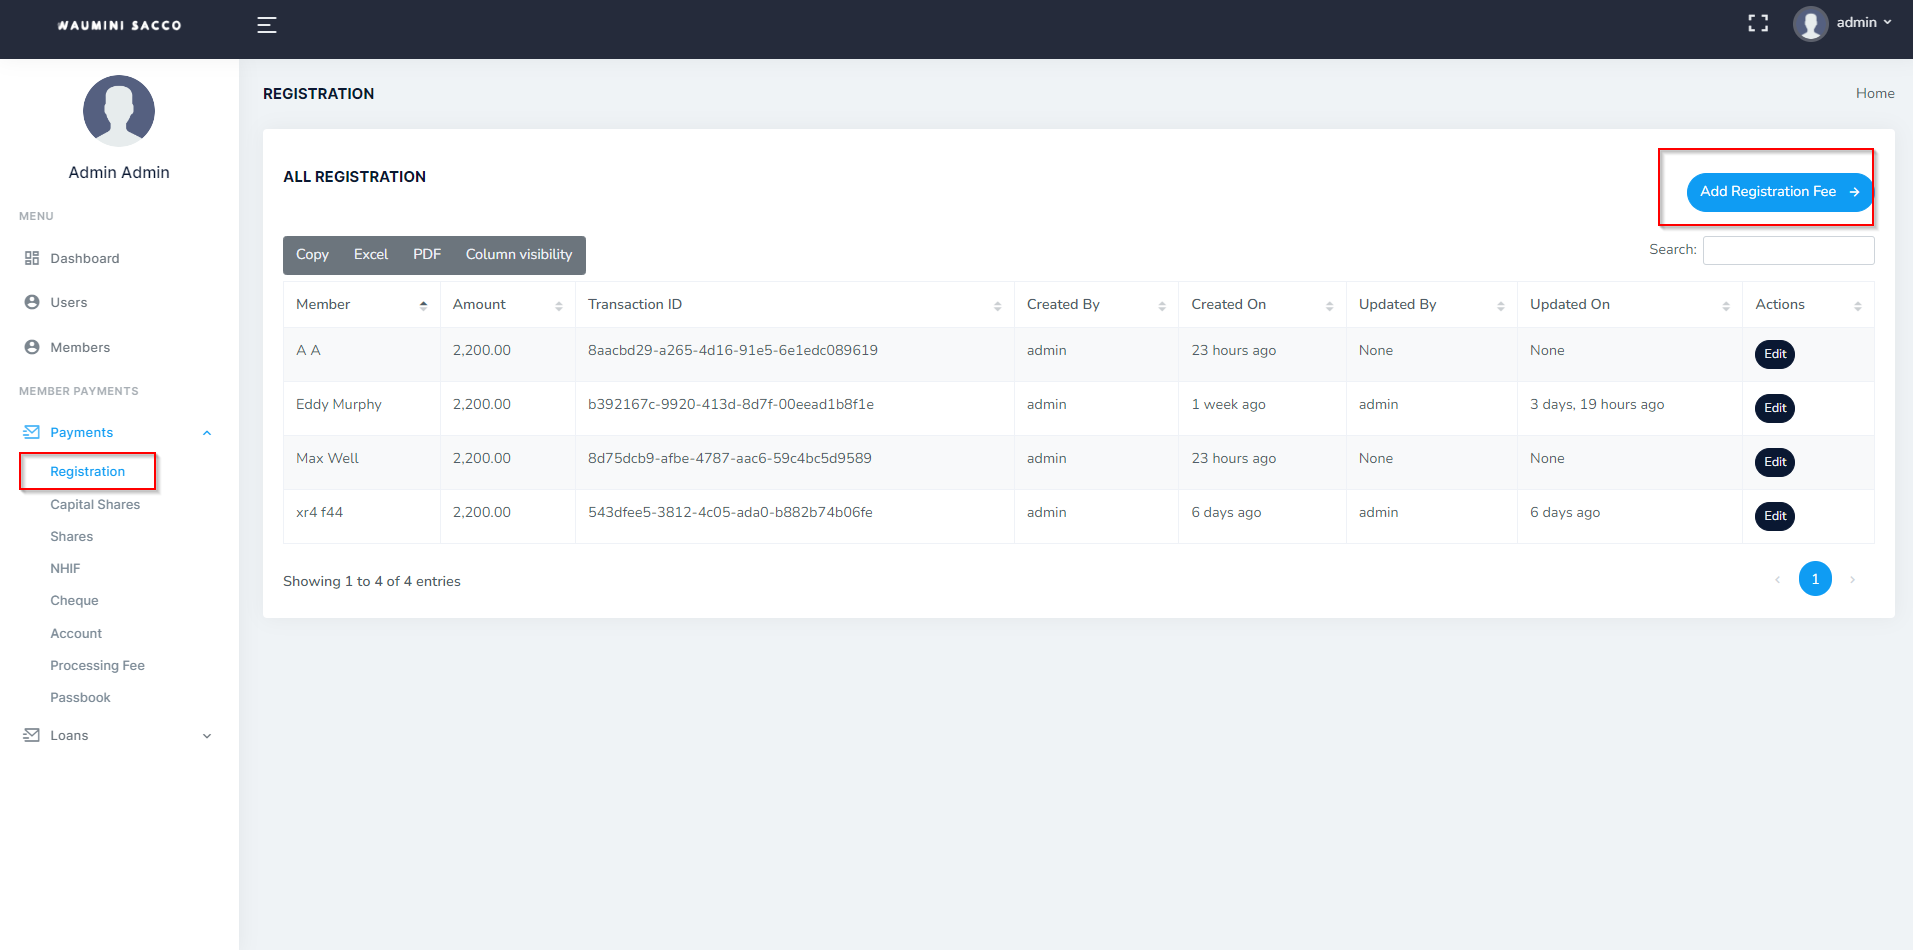 WAUMINI SACCO
admin
Admin Admin
MENU
Dashboard
Users
Members
MEMBER PAYMENTS
Payments
Registration
Capital Shares
Shares
NHIF
Cheque
Account
Processing Fee
Passbook
Loans
REGISTRATION
Home
ALL REGISTRATION
Add Registration Fee
Copy Excel PDF Column visibility
Search:
Member Amount Transaction ID Created By Created On Updated By Updated On Actions
A A 2,200.00 8aacbd29-a265-4d16-91e5-6e1edc089619 admin 23 hours ago None None Edit
Eddy Murphy 2,200.00 b392167c-9920-413d-8d7f-00eead1b8f1e admin 1 week ago admin 3 days, 19 hours ago Edit
Max Well 2,200.00 8d75dcb9-afbe-4787-aac6-59c4bc5d9589 admin 23 hours ago None None Edit
xr4 f44 2,200.00 543dfee5-3812-4c05-ada0-b882b74b06fe admin 6 days ago admin 6 days ago Edit
Showing 1 to 4 of 4 entries
‹ 1 ›